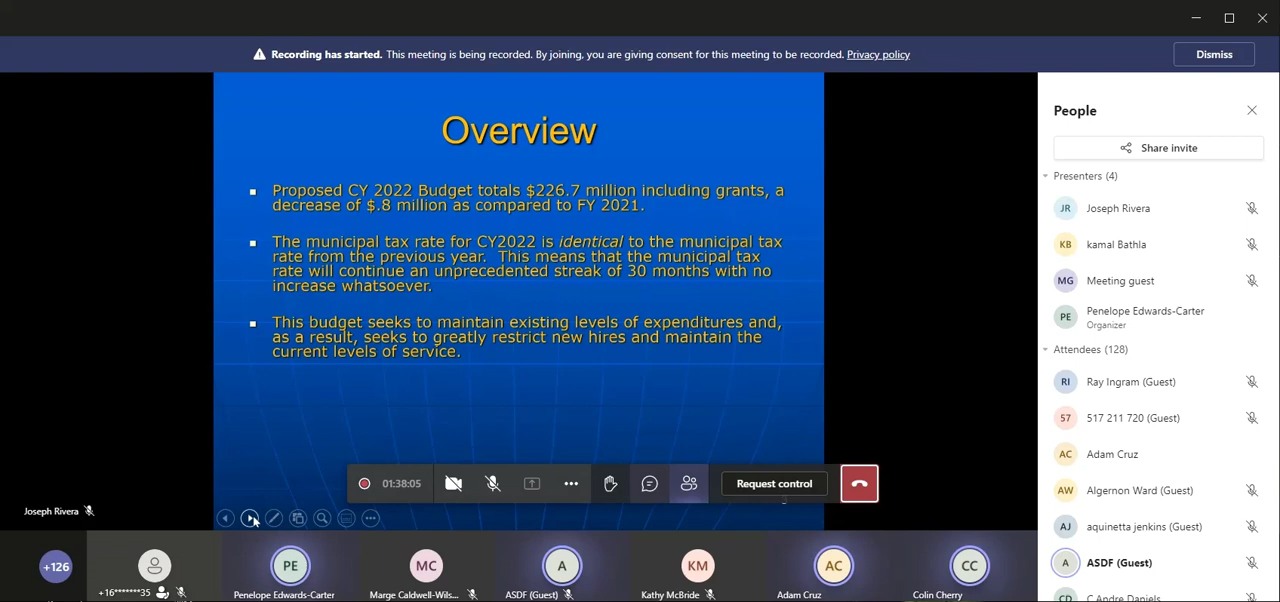 Recording has started. This meeting is being recorded. By joining, you are giving consent for this meeting to be recorded. Privacy policy
Dismiss
Overview
Proposed CY 2022 Budget totals $226.7 million including grants, a
decrease of $.8 million as compared to FY 2021.
The municipal tax rate for CY2022 is identical to the municipal tax
rate from the previous year. This means that the municipal tax
rate will continue an unprecedented streak of 30 months with no
increase whatsoever.
This budget seeks to maintain existing levels of expenditures and,
as a result, seeks to greatly restrict new hires and maintain the
current levels of service.
01:38:05
Request control
Joseph Rivera
+126
+16*******35
PE
Penelope Edwards-Carter
MC
Marge Caldwell-Wils...
A
ASDF (Guest)
KM
Kathy McBride
AC
Adam Cruz
CC
Colin Cherry
People
Share invite
Presenters (4)
JR
Joseph Rivera
KB
kamal Bathla
MG
Meeting guest
PE
Penelope Edwards-Carter
Organizer
Attendees (128)
RI
Ray Ingram (Guest)
57
517 211 720 (Guest)
AC
Adam Cruz
AW
Algernon Ward (Guest)
AJ
aquinetta jenkins (Guest)
A
ASDF (Guest)
CD
C Andre Daniels